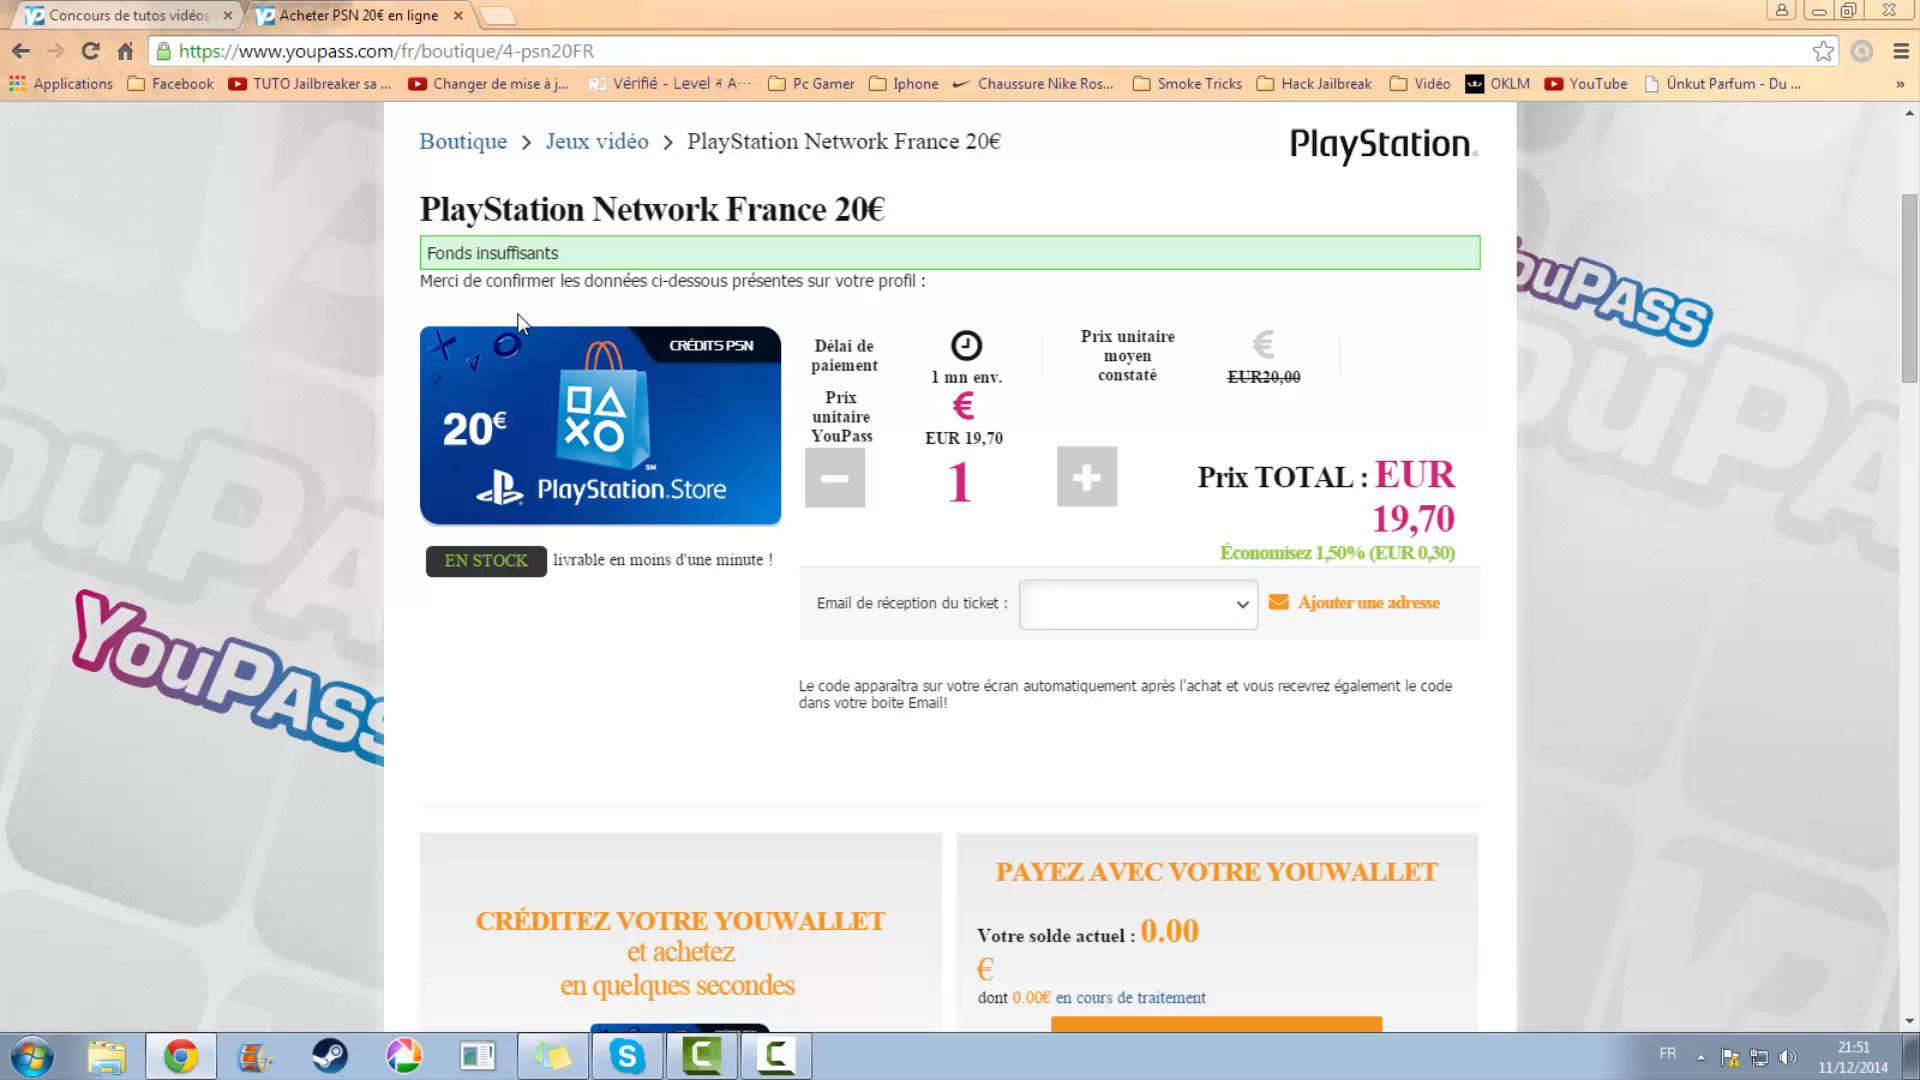 Concours de tutos vidéos
Acheter PSN 20€ en ligne
https://www.youpass.com/fr/boutique/4-psn20FR
Applications
Facebook
TUTO Jailbreaker sa ...
Changer de mise à j...
Pc Gamer
Iphone
Chaussure Nike Ros...
Smoke Tricks
Hack Jailbreak
Vidéo
OKLM
YouTube
Ünkut Parfum - Du ...
»
Boutique > Jeux vidéo > PlayStation Network France 20€
PlayStation
PlayStation Network France 20€
Fonds insuffisants
Merci de confirmer les données ci-dessous présentes sur votre profil :
CRÉDITS PSN
20€
PlayStation.Store
SM
EN STOCK
livrable en moins d'une minute !
Délai de
paiement
1 mn env.
Prix unitaire
moyen
constaté
€
EUR20,00
Prix
unitaire
YouPass
€
EUR 19,70
1
Prix TOTAL : EUR
19,70
Économisez 1,50% (EUR 0,30)
Email de réception du ticket :
Ajouter une adresse
Le code apparaîtra sur votre écran automatiquement après l'achat et vous recevrez également le code
dans votre boite Email!
CRÉDITEZ VOTRE YOUWALLET
et achetez
en quelques secondes
PAYEZ AVEC VOTRE YOUWALLET
Votre solde actuel : 0.00
€
dont 0.00€ en cours de traitement
YouPASS
YouPASS
FR
21:51
11/12/2014